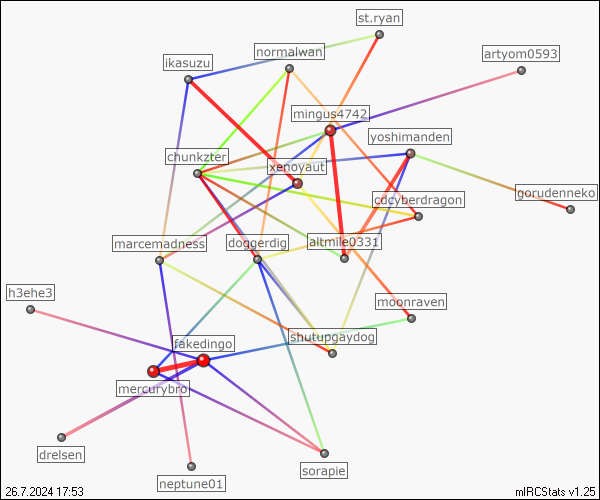 st.ryan
normalwan
artyom0593
ikasuzu
mingus4742
yoshimanden
chunkzter
xenoyaut
cdcyberdragon
gorudenneko
marcemadness
doggerdig
altmile0331
h3ehe3
moonraven
fakedingo
shutupgaydog
mercurybro
drelsen
sorapie
neptune01
26.7.2024 17:53
mIRCStats v1.25